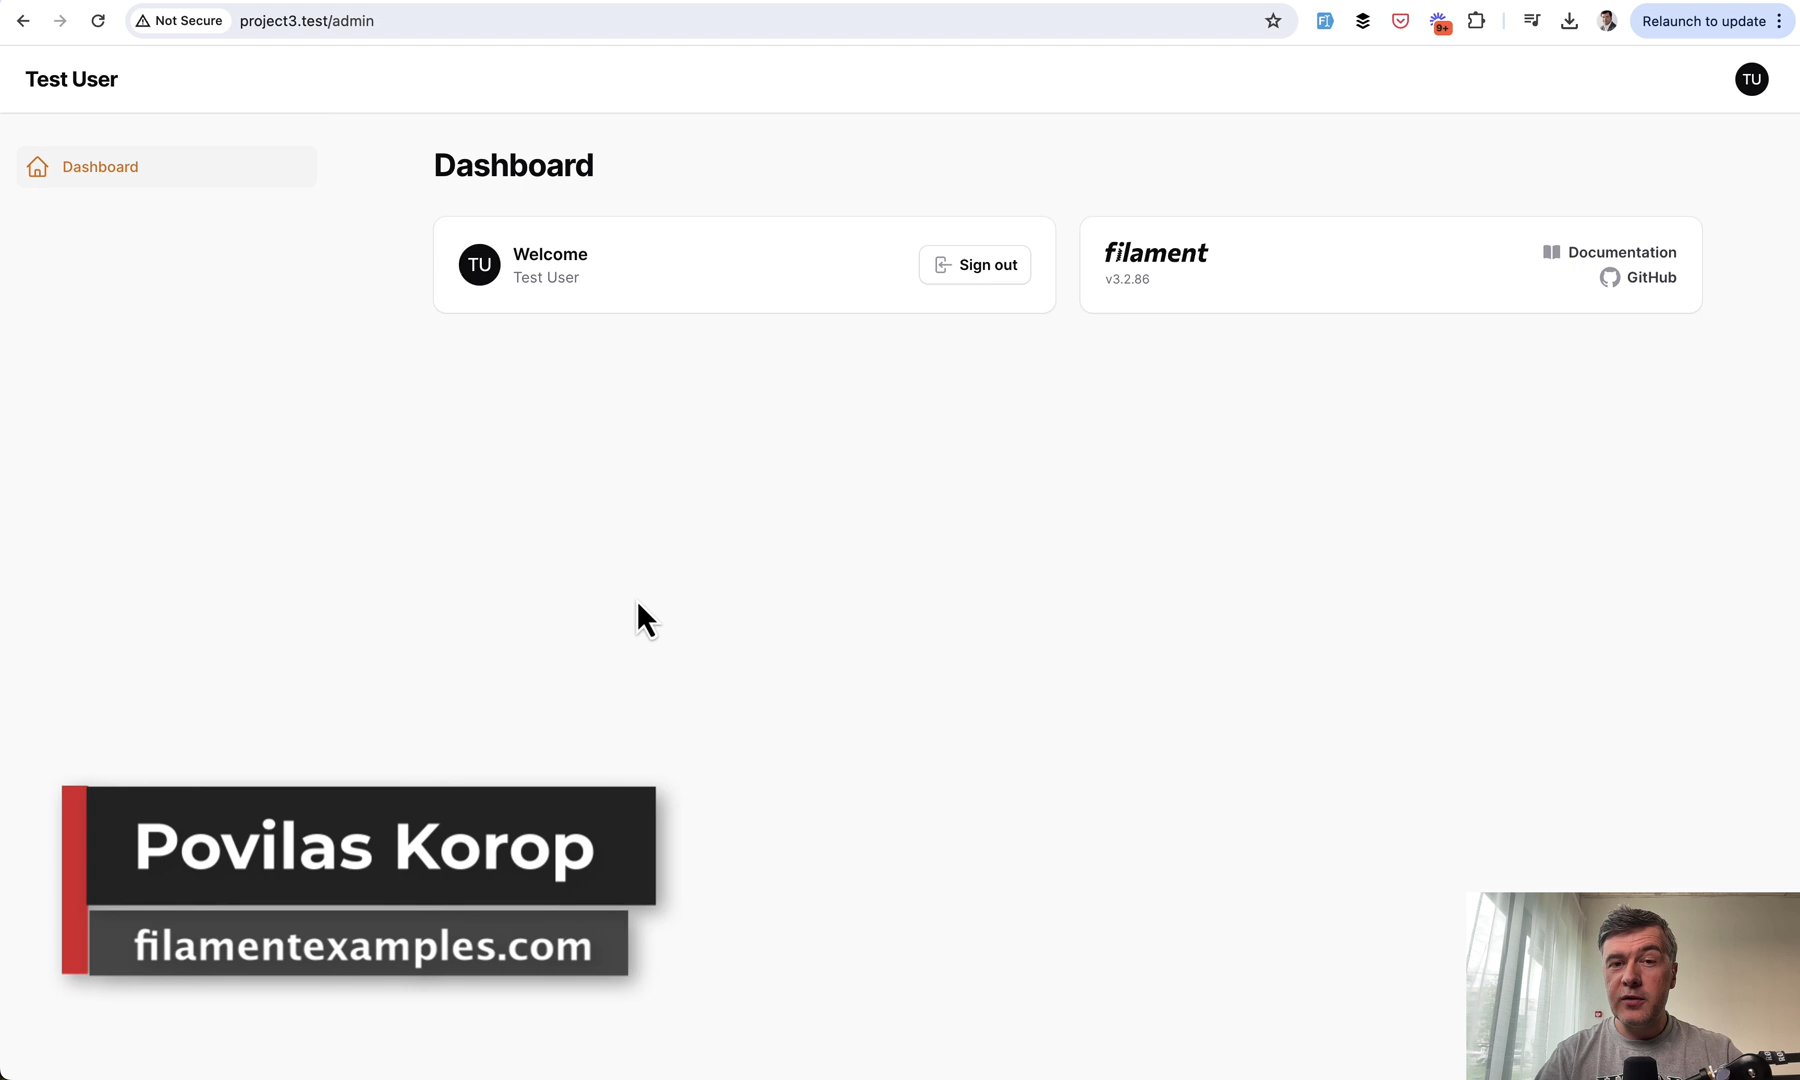 Not Secure
project3.test/admin
9+
Relaunch to update
Test User
TU
Dashboard
Dashboard
TU
Welcome
Test User
Sign out
filament
v3.2.86
Documentation
GitHub
Povilas Korop
filamentexamples.com